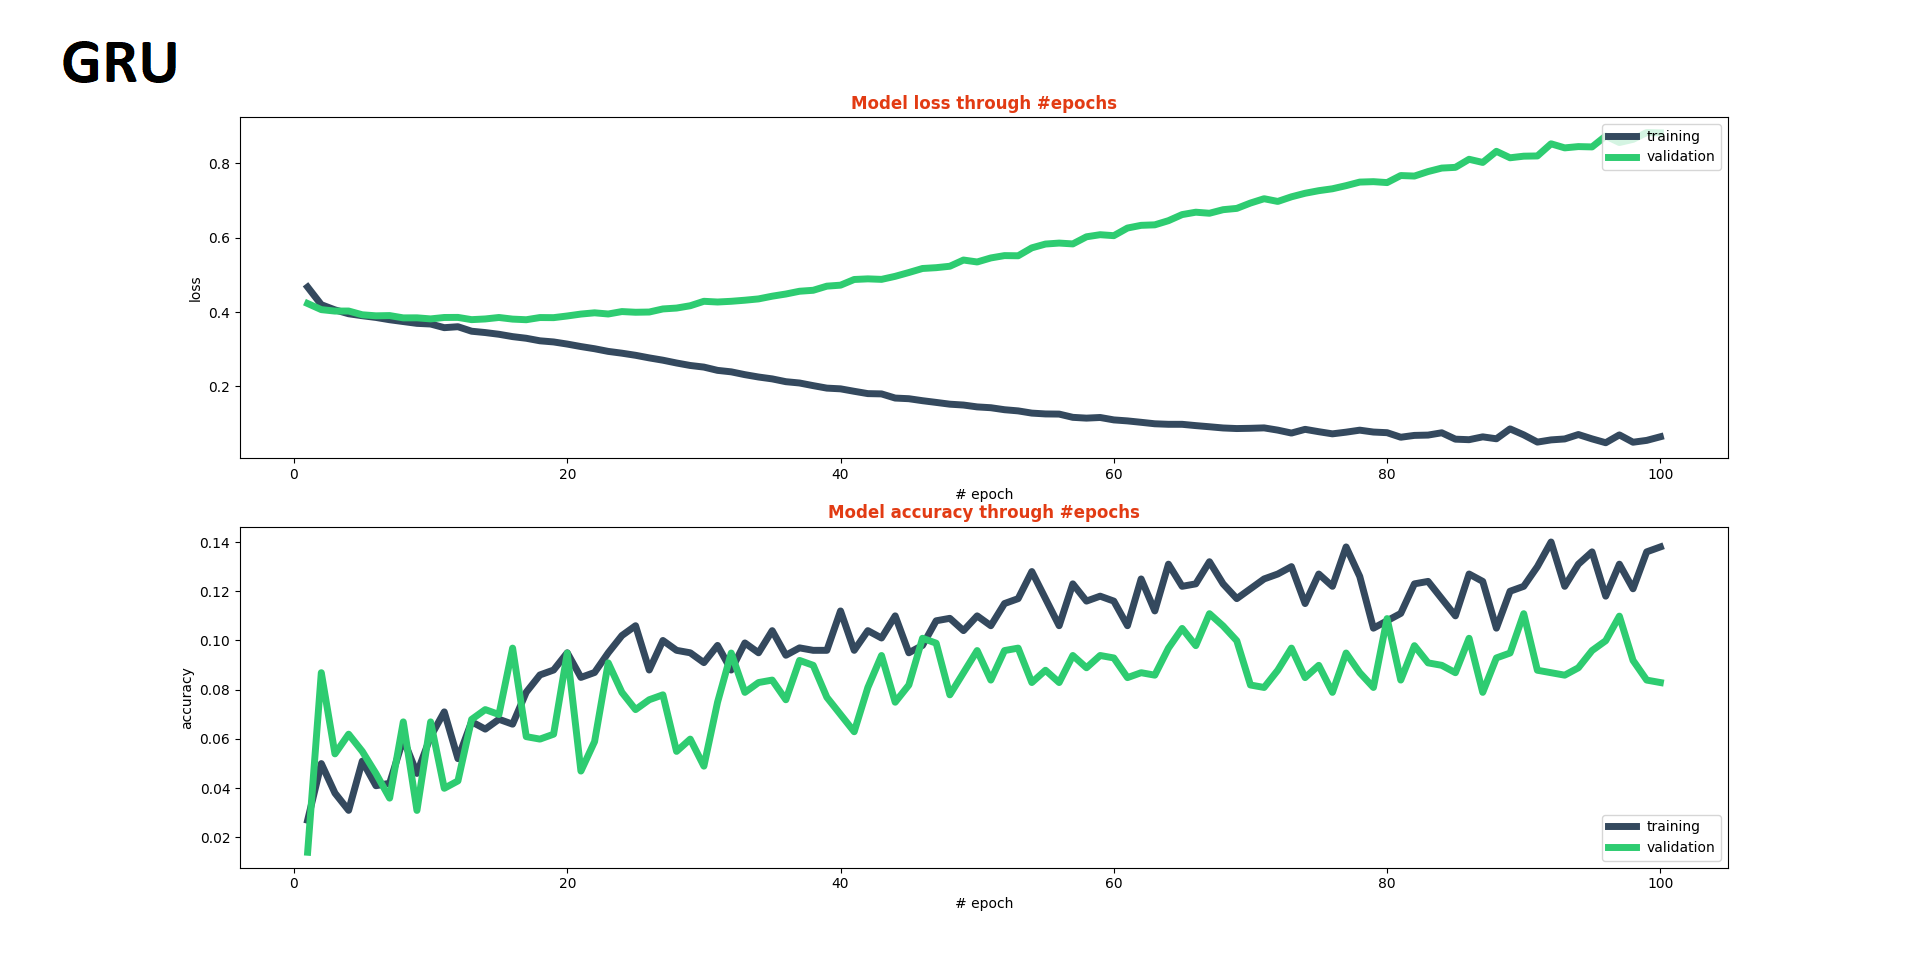 GRU
Model loss through #epochs
training
validation
0.8
0.6
0.4
0.2
loss
0 20 40 60 80 100
# epoch
Model accuracy through #epochs
0.14
0.12
0.10
0.08
0.06
0.04
0.02
accuracy
training
validation
0 20 40 60 80 100
# epoch